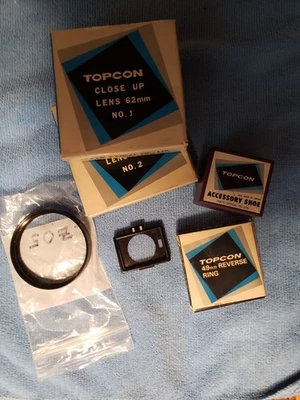 TOPCON
CLOSE UP
LENS 62mm
NO.1
LENS
NO.2
TOPCON
ACCESSORY SHOE
TOPCON
49mm REVERSE
RING